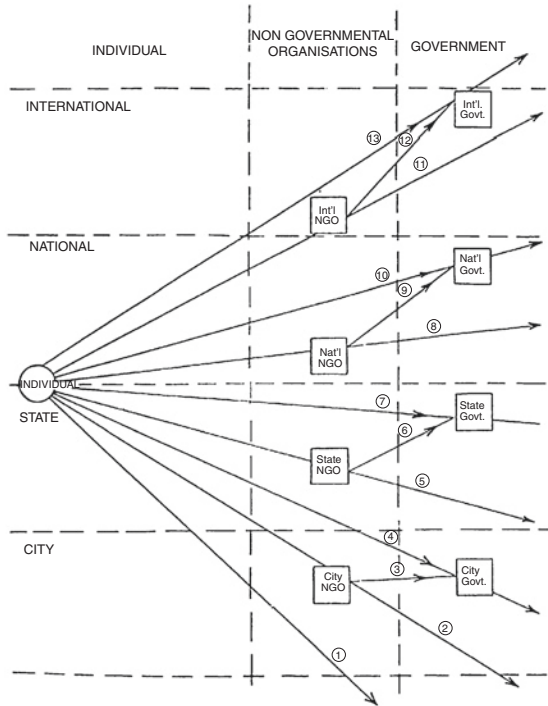 INDIVIDUAL
NON GOVERNMENTAL
ORGANISATIONS
GOVERNMENT
INTERNATIONAL
Int'l.
Govt.
13
12
11
Int'l
NGO
NATIONAL
Nat'l
Govt.
10
9
8
Nat'l
NGO
INDIVIDUAL
STATE
7
State
Govt.
6
State
NGO
5
4
CITY
3
City
NGO
City
Govt.
2
1